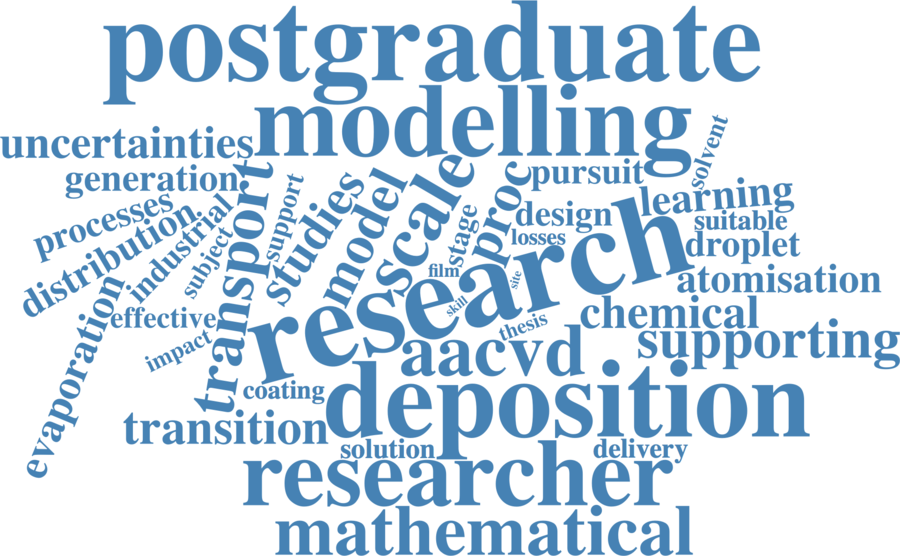 postgraduate
modelling
uncertainties
solvent
generation
pursuit
processes
distribution
industrial
subject
support
transport
studies
model
scale
stage
proc
design
losses
learning
suitable
droplet
film
site
skill
research
atomisation
evaporation
effective
impact
thesis
chemical
supporting
aacvd
coating
deposition
transition
solution
delivery
researcher
mathematical